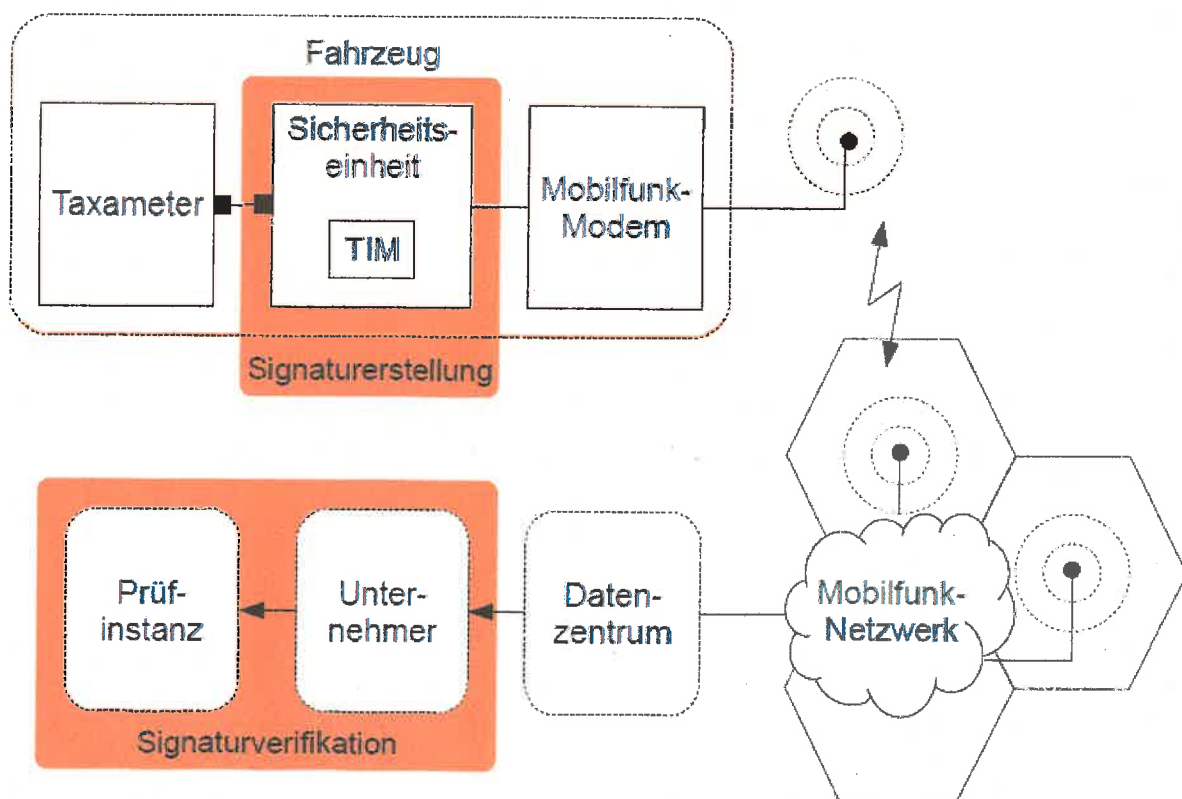 Fahrzeug
Taxameter
Sicherheits-
einheit
TIM
Mobilfunk-
Modem
Signaturerstellung
Prüf-
instanz
Unter-
nehmer
Daten-
zentrum
Mobilfunk-
Netzwerk
Signaturverifikation